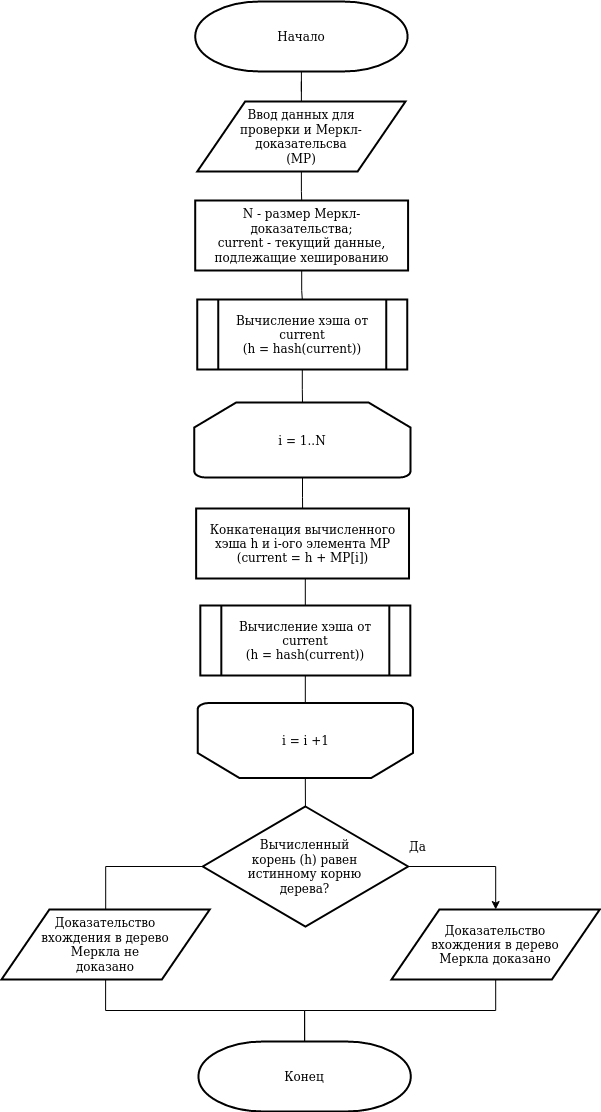 Начало
Ввод данных для
проверки и Меркл-
доказательсва
(MP)
N - размер Меркл-
доказательства;
current - текущий данные,
подлежащие хешированию
Вычисление хэша от
current
(h = hash(current))
i = 1..N
Конкатенация вычисленного
хэша h и i-ого элемента MP
(current = h + MP[i])
Вычисление хэша от
current
(h = hash(current))
i = i +1
Вычисленный
корень (h) равен
истинному корню
дерева?
Да
Доказательство
вхождения в дерево
Меркла не
доказано
Доказательство
вхождения в дерево
Меркла доказано
Конец